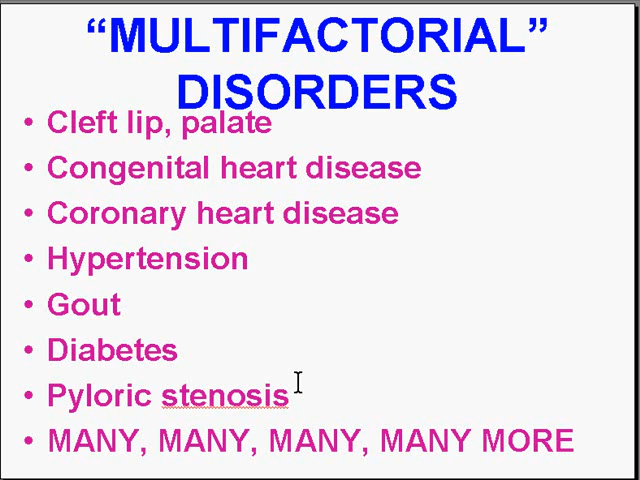 “MULTIFACTORIAL”
DISORDERS
• Cleft lip, palate
• Congenital heart disease
• Coronary heart disease
• Hypertension
• Gout
• Diabetes
• Pyloric stenosis
• MANY, MANY, MANY, MANY MORE